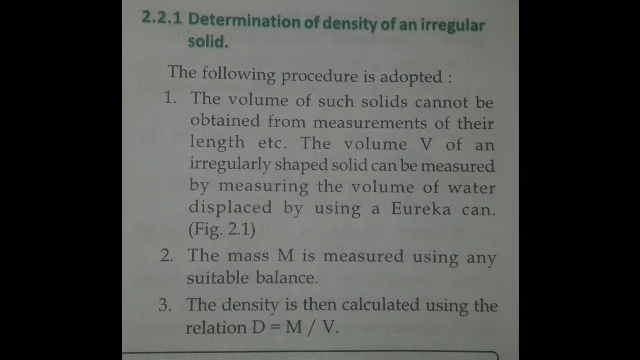 2.2.1 Determination of density of an irregular
solid.
The following procedure is adopted :
1. The volume of such solids cannot be
obtained from measurements of their
length etc. The volume V of an
irregularly shaped solid can be measured
by measuring the volume of water
displaced by using a Eureka can.
(Fig. 2.1)
2. The mass M is measured using any
suitable balance.
3. The density is then calculated using the
relation D = M / V.